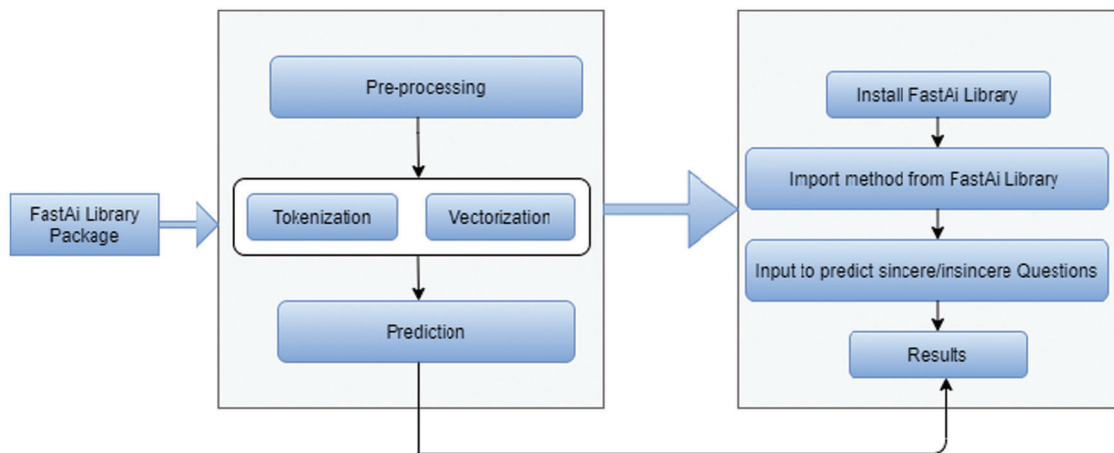 FastAi Library
Package
Pre-processing
Tokenization
Vectorization
Prediction
Install FastAi Library
Import method from FastAi Library
Input to predict sincere/insincere Questions
Results